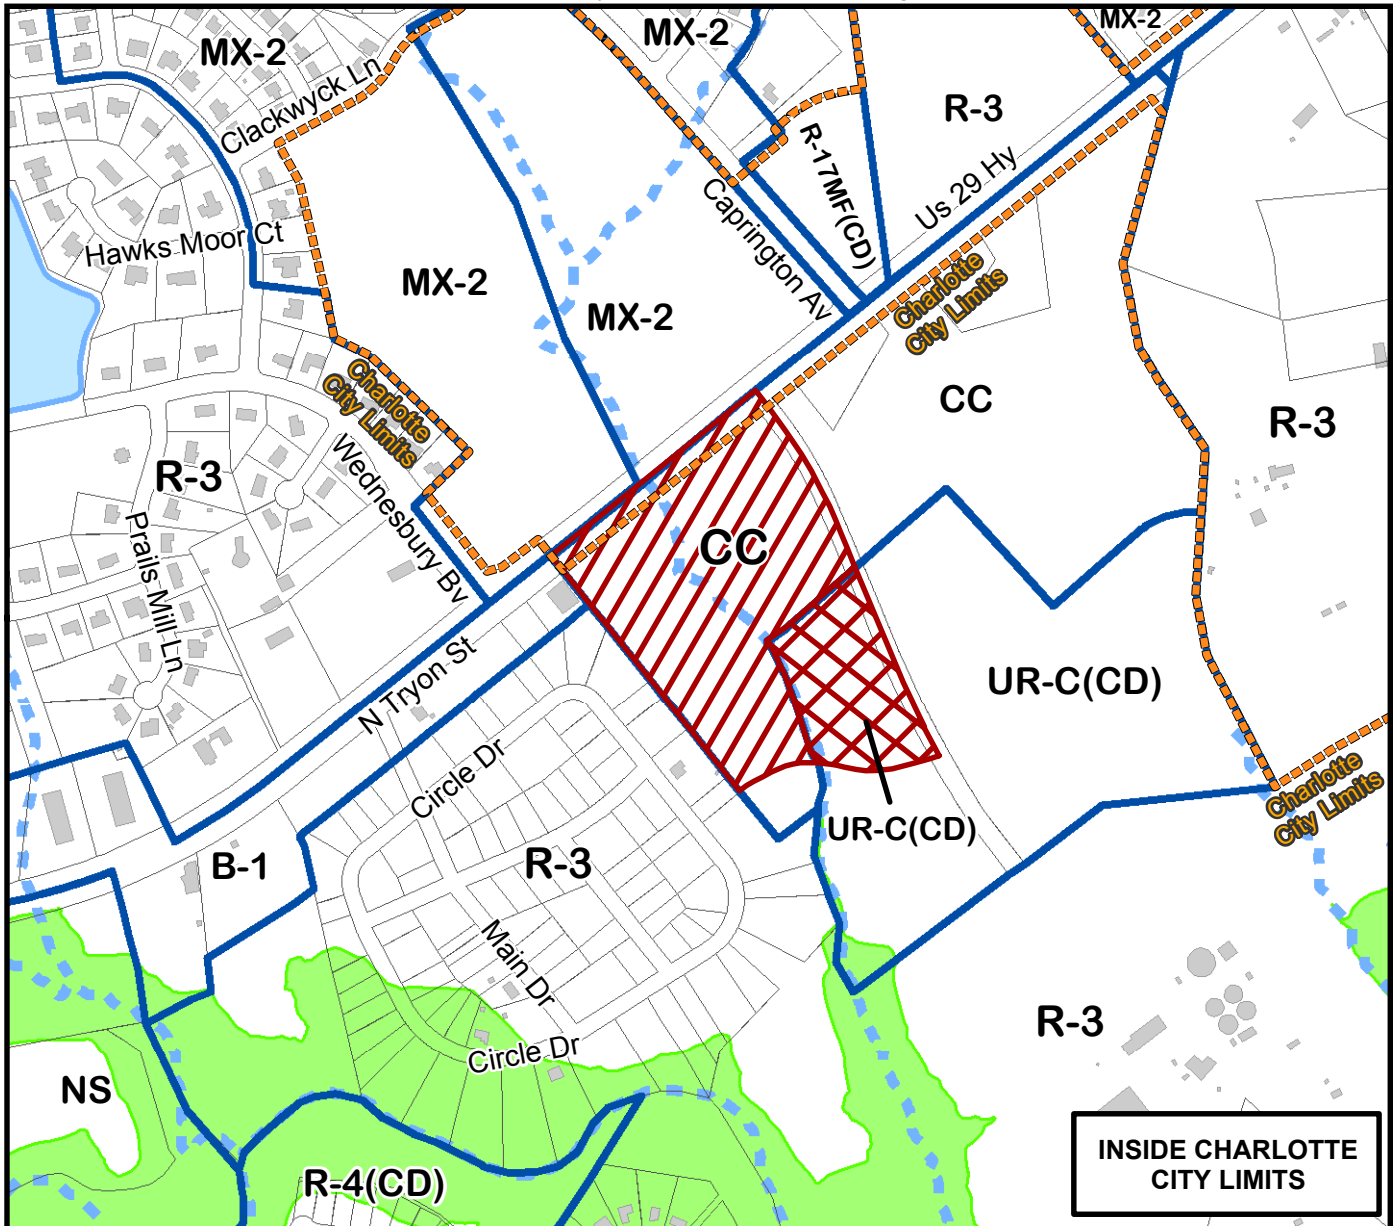 MX-2
MX-2
MX-2
Clackwyck Ln
R-3
R-17MF(CD)
Us 29 Hy
Caprington Av
Hawks Moor Ct
MX-2
MX-2
Charlotte
City Limits
Charlotte
City Limits
CC
R-3
Wednesbury Bv
R-3
Prails Mill Ln
CC
N Tryon St
UR-C(CD)
Circle Dr
UR-C(CD)
Charlotte
City Limits
B-1
R-3
Main Dr
R-3
Circle Dr
NS
R-4(CD)
INSIDE CHARLOTTE
CITY LIMITS